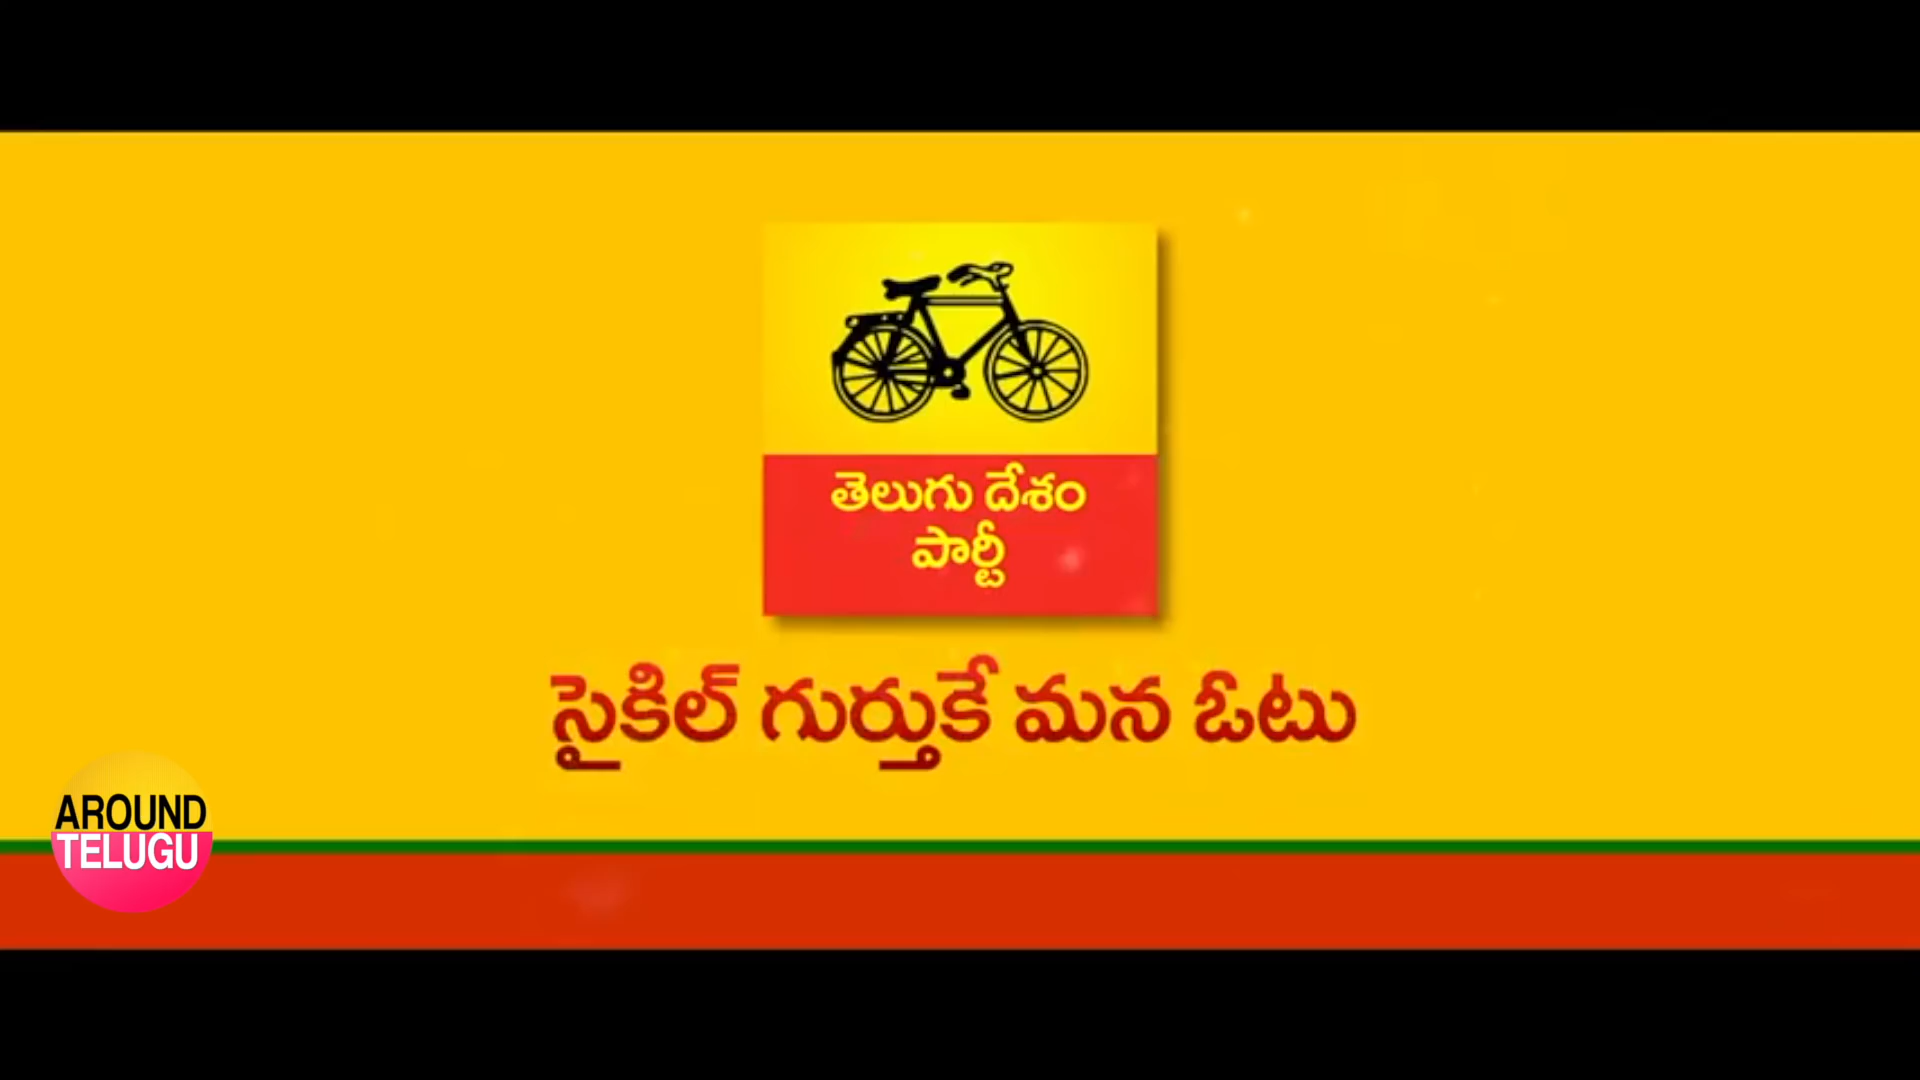 తెలుగు దేశం
పార్టీ
సైకిల్ గుర్తుకే మన ఓటు
AROUND
TELUGU